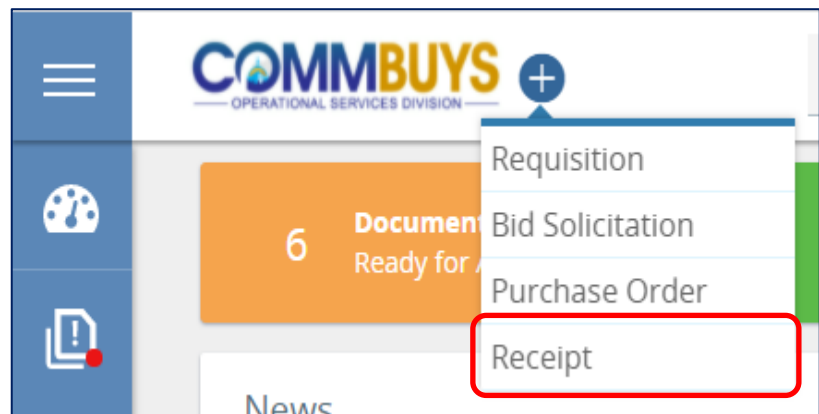 COMMBUYS
OPERATIONAL SERVICES DIVISION
Requisition
6
Document
Bid Solicitation
Ready for
Purchase Order
Receipt
News